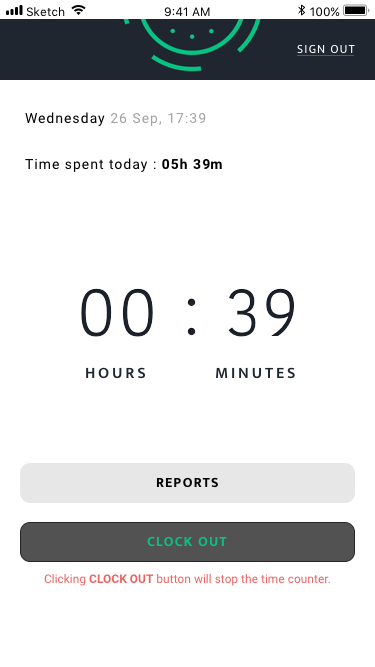 Sketch 9:41 AM 100%
SIGN OUT
Wednesday 26 Sep, 17:39
Time spent today : 05h 39m
00 : 39
HOURS MINUTES
REPORTS
CLOCK OUT
Clicking CLOCK OUT button will stop the time counter.